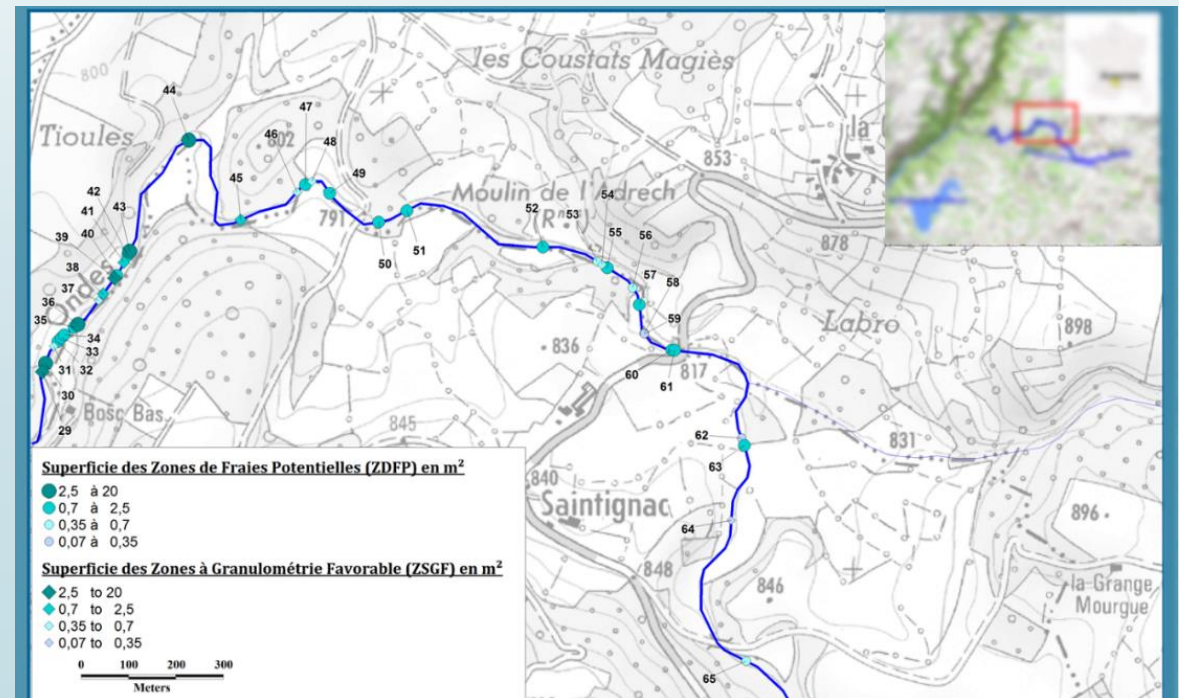 les Coustats Magiès
800
44
47
Tioules
46
802
48
la
853
45
49
42
43
41
791
Moulin de l'Adrech
Rnes
54
52
53
40
39
51
55
56
878
50
38
57
58
37
Ondes
36
59
Labro
35
34
836
898
33
60
61
817
31
32
30
Bosc Bas
845
29
62
831
63
840
Saintignac
64
896
848
846
la Grange
Mourgue
65
Superficie des Zones de Fraies Potentielles (ZDFP) en m²
2,5 à 20
0,7 à 2,5
0,35 à 0,7
0,07 à 0,35
Superficie des Zones à Granulométrie Favorable (ZSGF) en m²
2,5 to 20
0,7 to 2,5
0,35 to 0,7
0,07 to 0,35
0 100 200 300
Meters